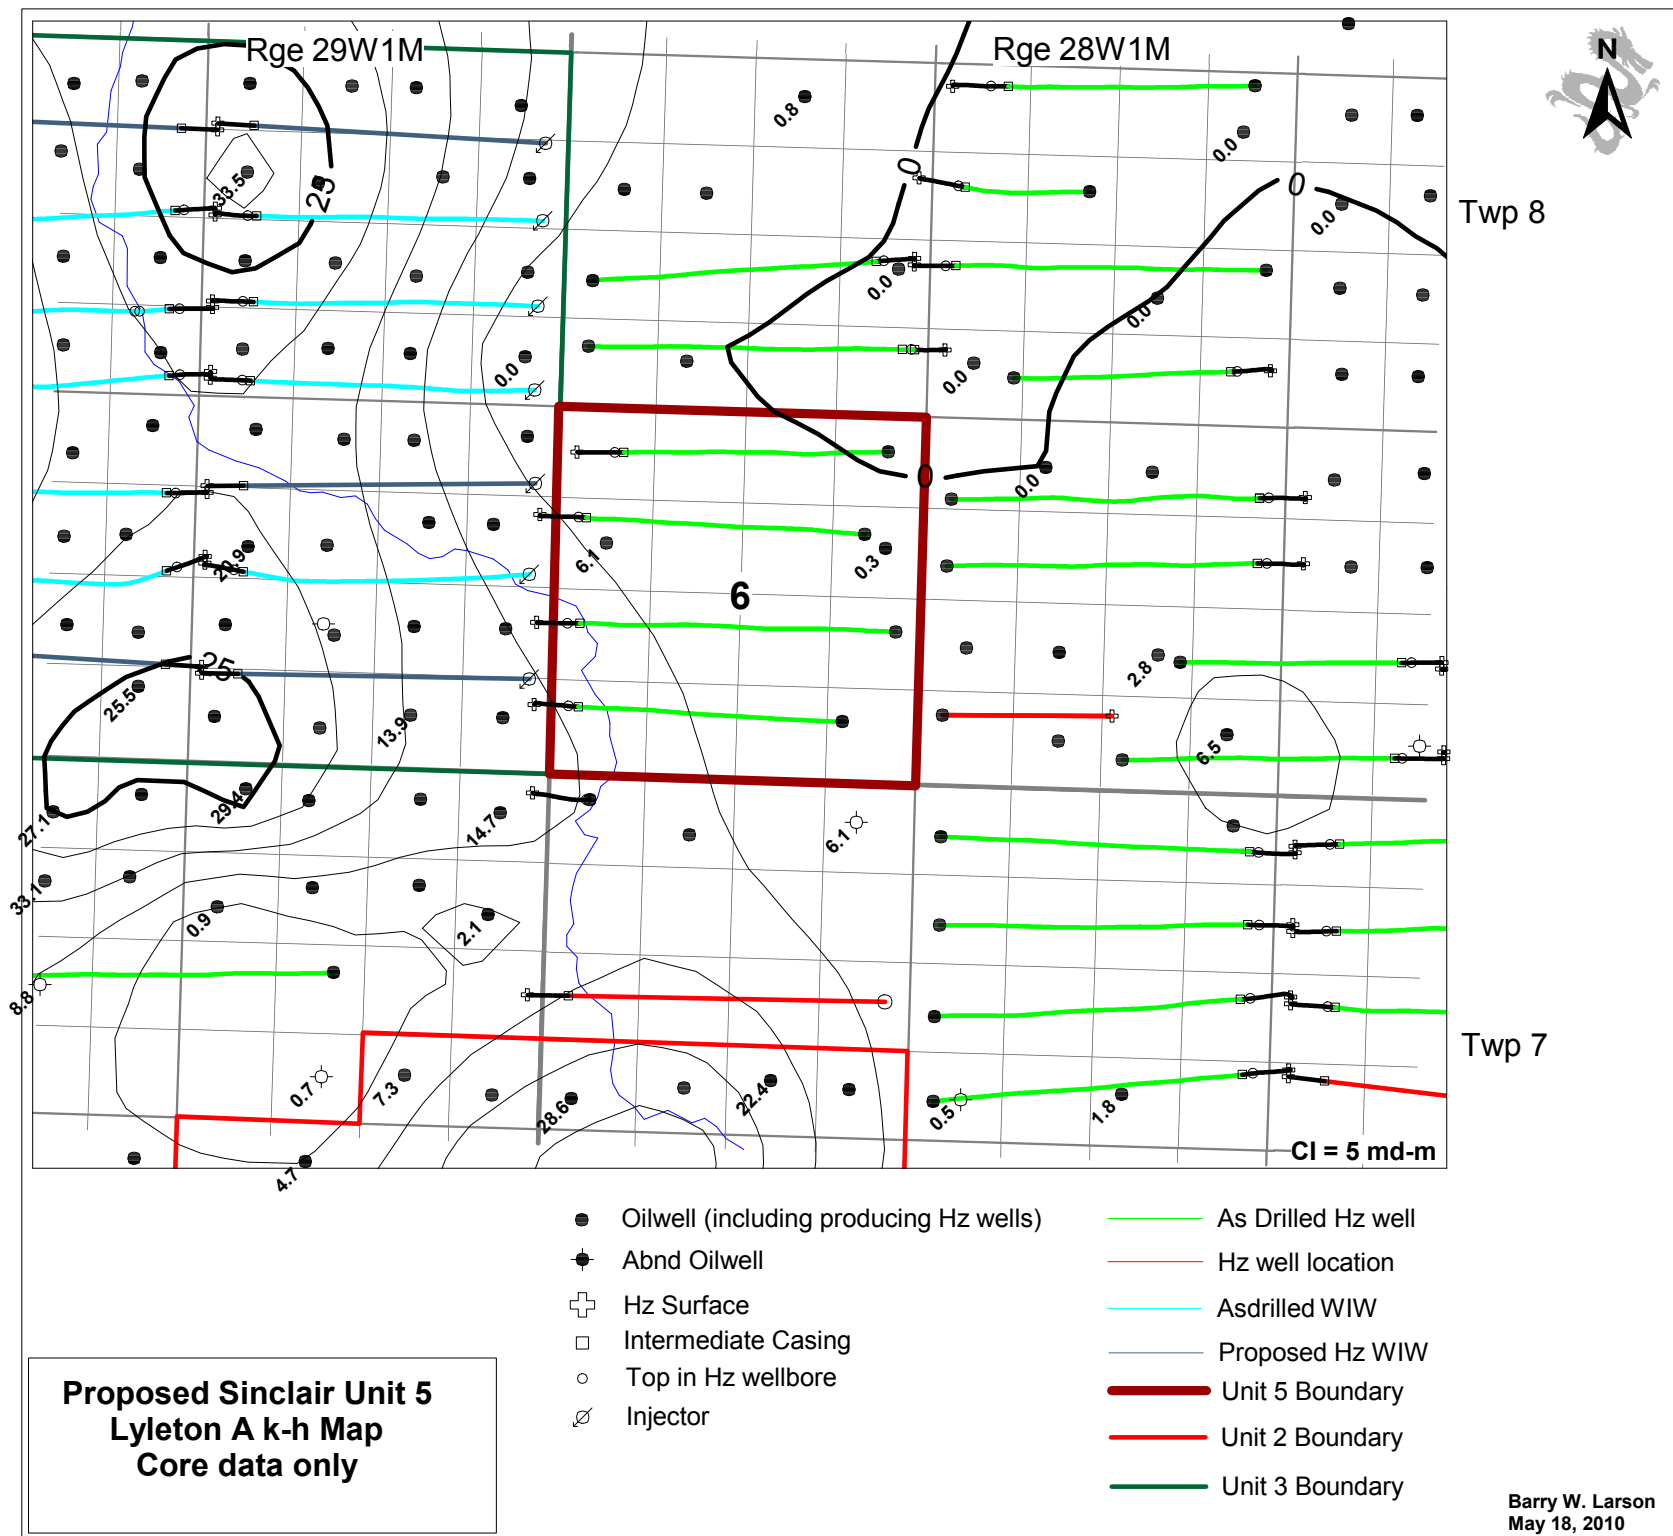 Rge 29W1M
Rge 28W1M
N
Twp 8
0.8
0.0
0.0
0
0
33.5
25
0.0
0.0
0.0
0.0
0
0.0
20.9
6.1
0.3
6
25
25.5
13.9
2.8
6.5
27.1
29.4
14.7
6.1
33.1
0.9
2.1
8.8
Twp 7
0.7
7.3
28.6
22.4
0.5
1.8
CI = 5 md-m
4.7
Oilwell (including producing Hz wells)
Abnd Oilwell
Hz Surface
Intermediate Casing
Top in Hz wellbore
Injector
As Drilled Hz well
Hz well location
Asdrilled WIW
Proposed Hz WIW
Unit 5 Boundary
Unit 2 Boundary
Unit 3 Boundary
Proposed Sinclair Unit 5
Lyleton A k-h Map
Core data only
Barry W. Larson
May 18, 2010